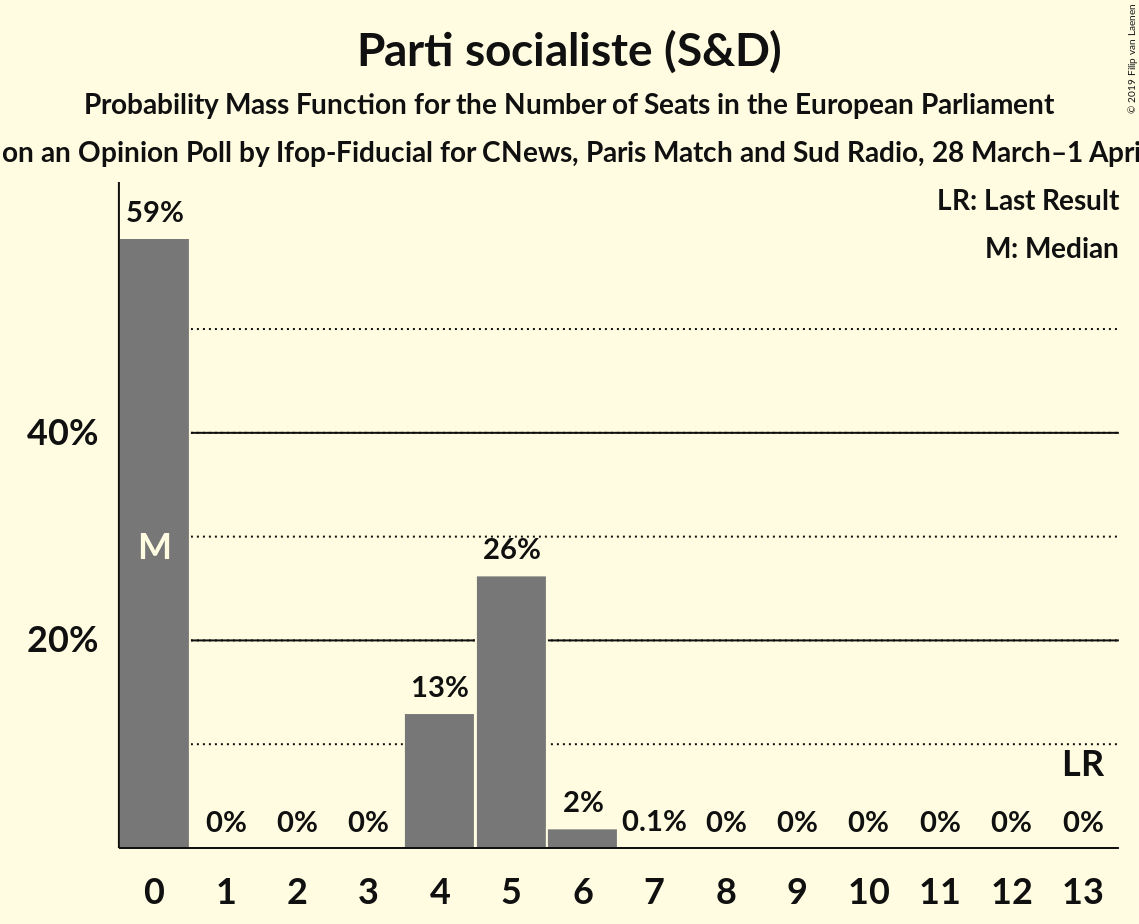 Parti socialiste (S&D)
Probability Mass Function for the Number of Seats in the European Parliament
on an Opinion Poll by Ifop-Fiducial for CNews, Paris Match and Sud Radio, 28 March–1 Apri
© 2019 Filip van Laenen
LR: Last Result
M: Median
59%
40%
M
26%
20%
13%
LR
2%
0% 0% 0% 0.1% 0% 0% 0% 0% 0% 0%
0 1 2 3 4 5 6 7 8 9 10 11 12 13